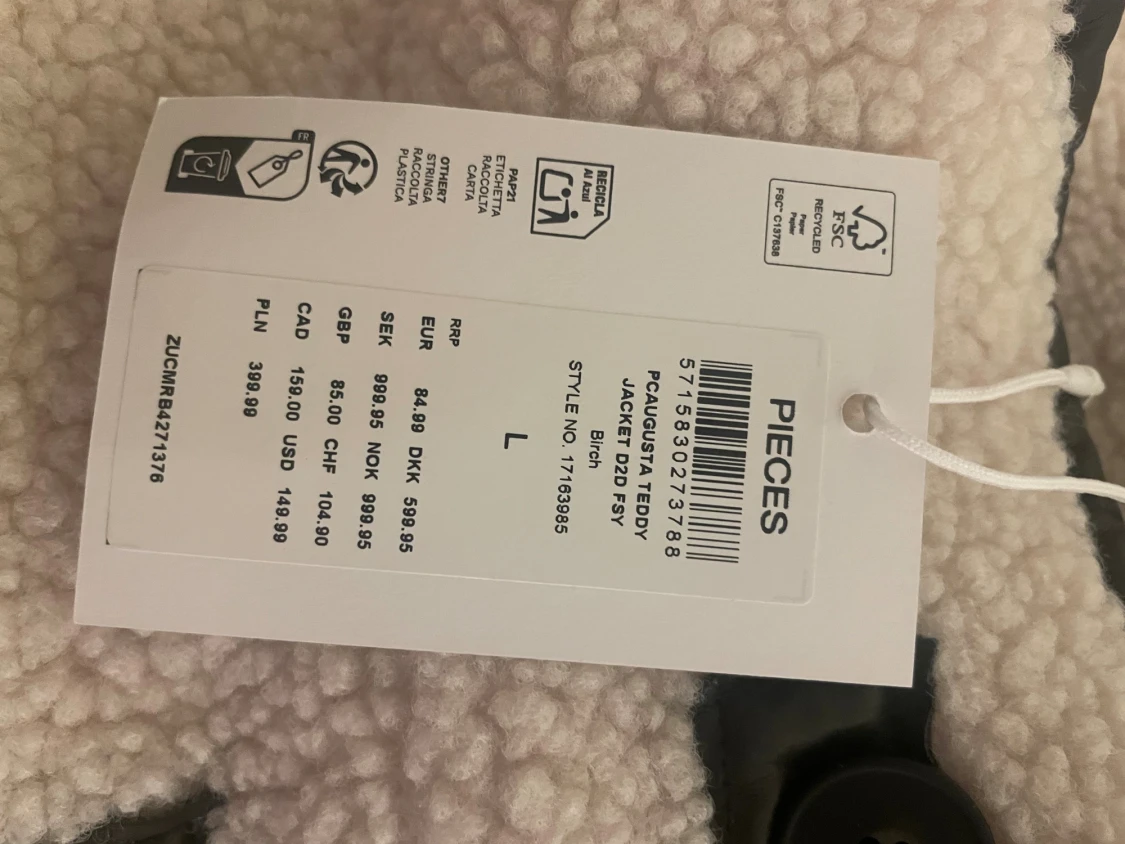 FSC™
RECYCLED
Paper
Papier
FSC® C137638
PIECES
5715830273788
PCAUGUSTA TEDDY
JACKET D2D FSY
Birch
STYLE NO. 17163985
L
RRP
EUR 84.99 DKK 599.95
SEK 999.95 NOK 999.95
GBP 85.00 CHF 104.90
CAD 159.00 USD 149.99
PLN 399.99
ZUCMRB4271376
RECICLA
Al Azul
PAP21
ETICHETTA
RACCOLTA
CARTA
OTHER7
STRINGA
RACCOLTA
PLASTICA
FR